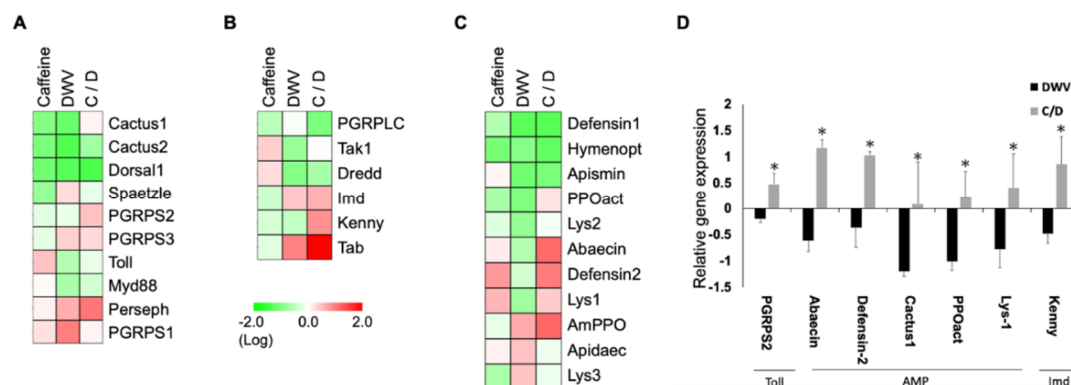 A
Caffeine
DWV
C / D
Cactus1
Cactus2
Dorsal1
Spaetzle
PGRPS2
PGRPS3
Toll
Myd88
Perseph
PGRPS1
B
Caffeine
DWV
C / D
PGRPLC
Tak1
Dredd
Imd
Kenny
Tab
-2.0 0.0 2.0
(Log)
C
Caffeine
DWV
C / D
Defensin1
Hymenopt
Apismin
PPOact
Lys2
Abaecin
Defensin2
Lys1
AmPPO
Apidaec
Lys3
D
DWV
C/D
Relative gene expression
2
1.5
1
0.5
0
-0.5
-1
-1.5
* * * * * * *
PGRPS2
Abaecin
Defensin-2
Cactus1
PPOact
Lys-1
Kenny
Toll AMP Imd